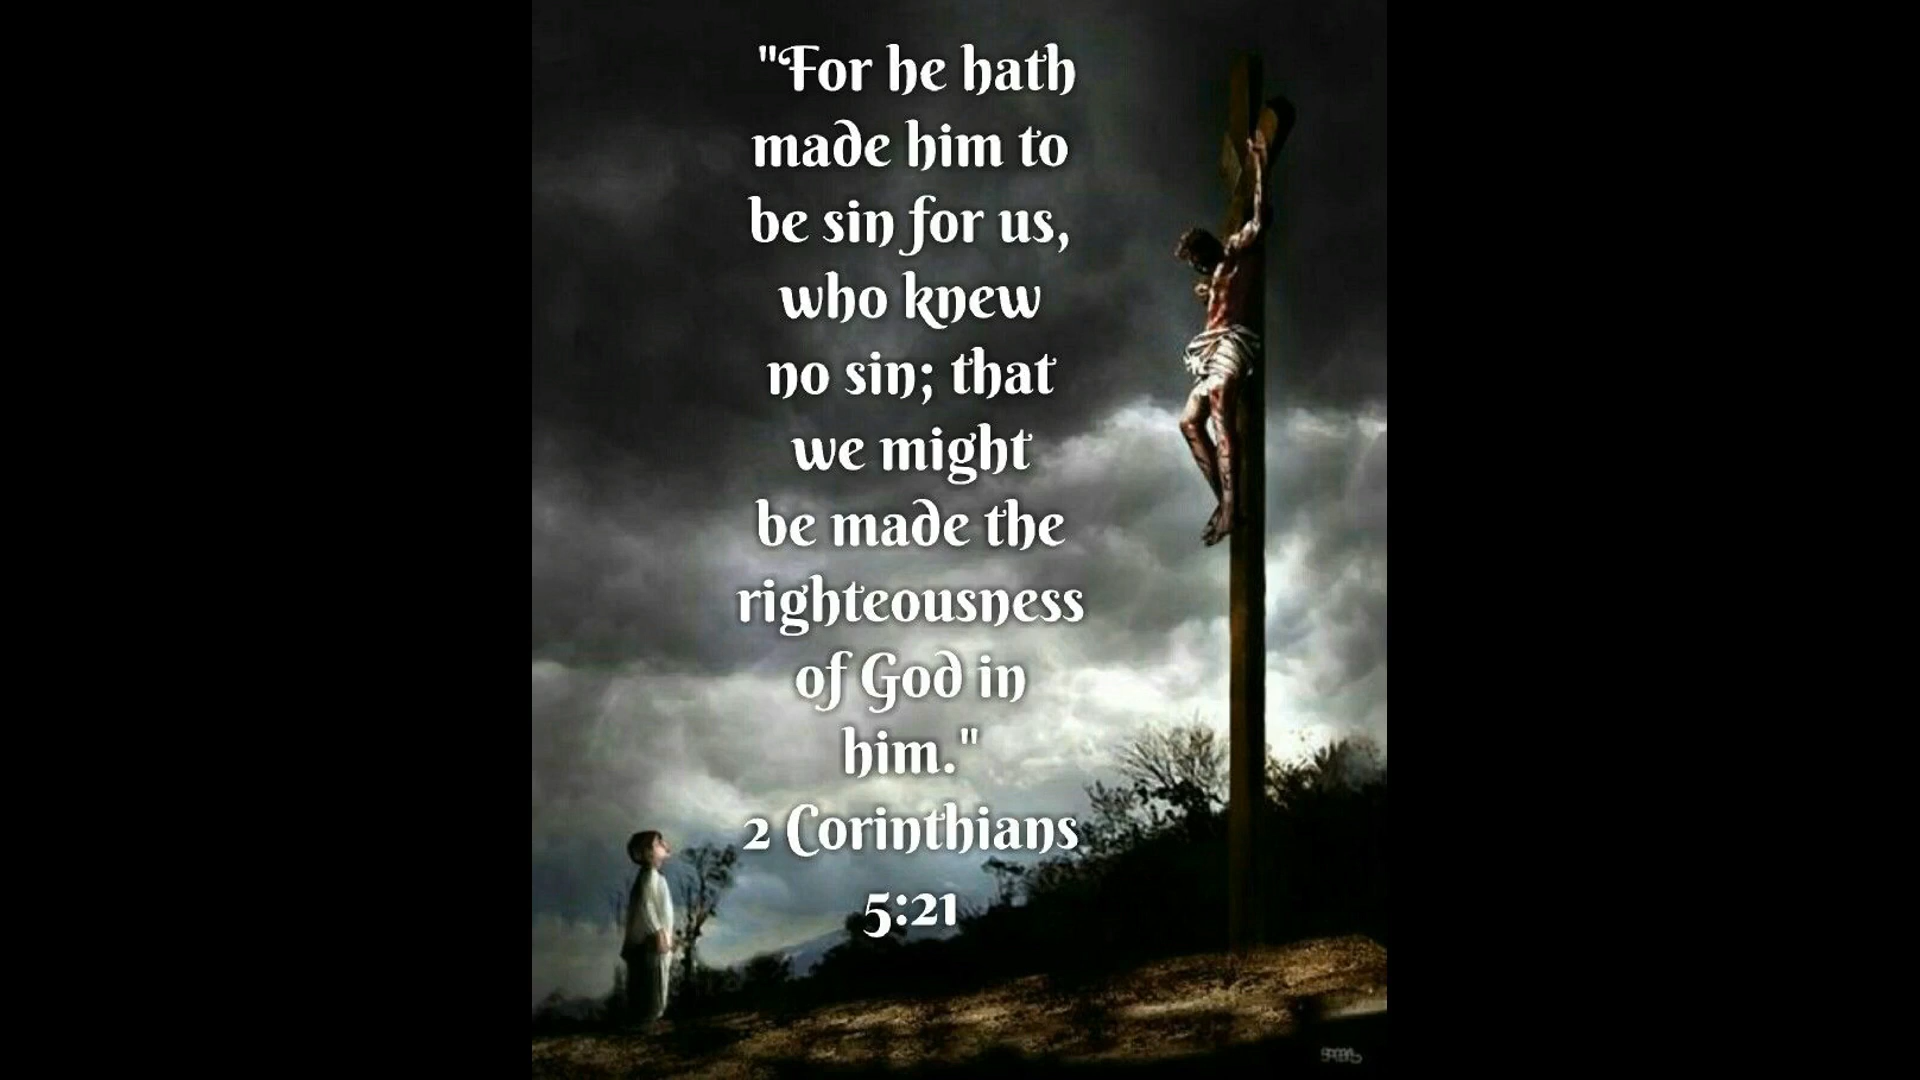 "For he hath
made him to
be sin for us,
who knew
no sin; that
we might
be made the
righteousness
of God in
him."
2 Corinthians
5:21